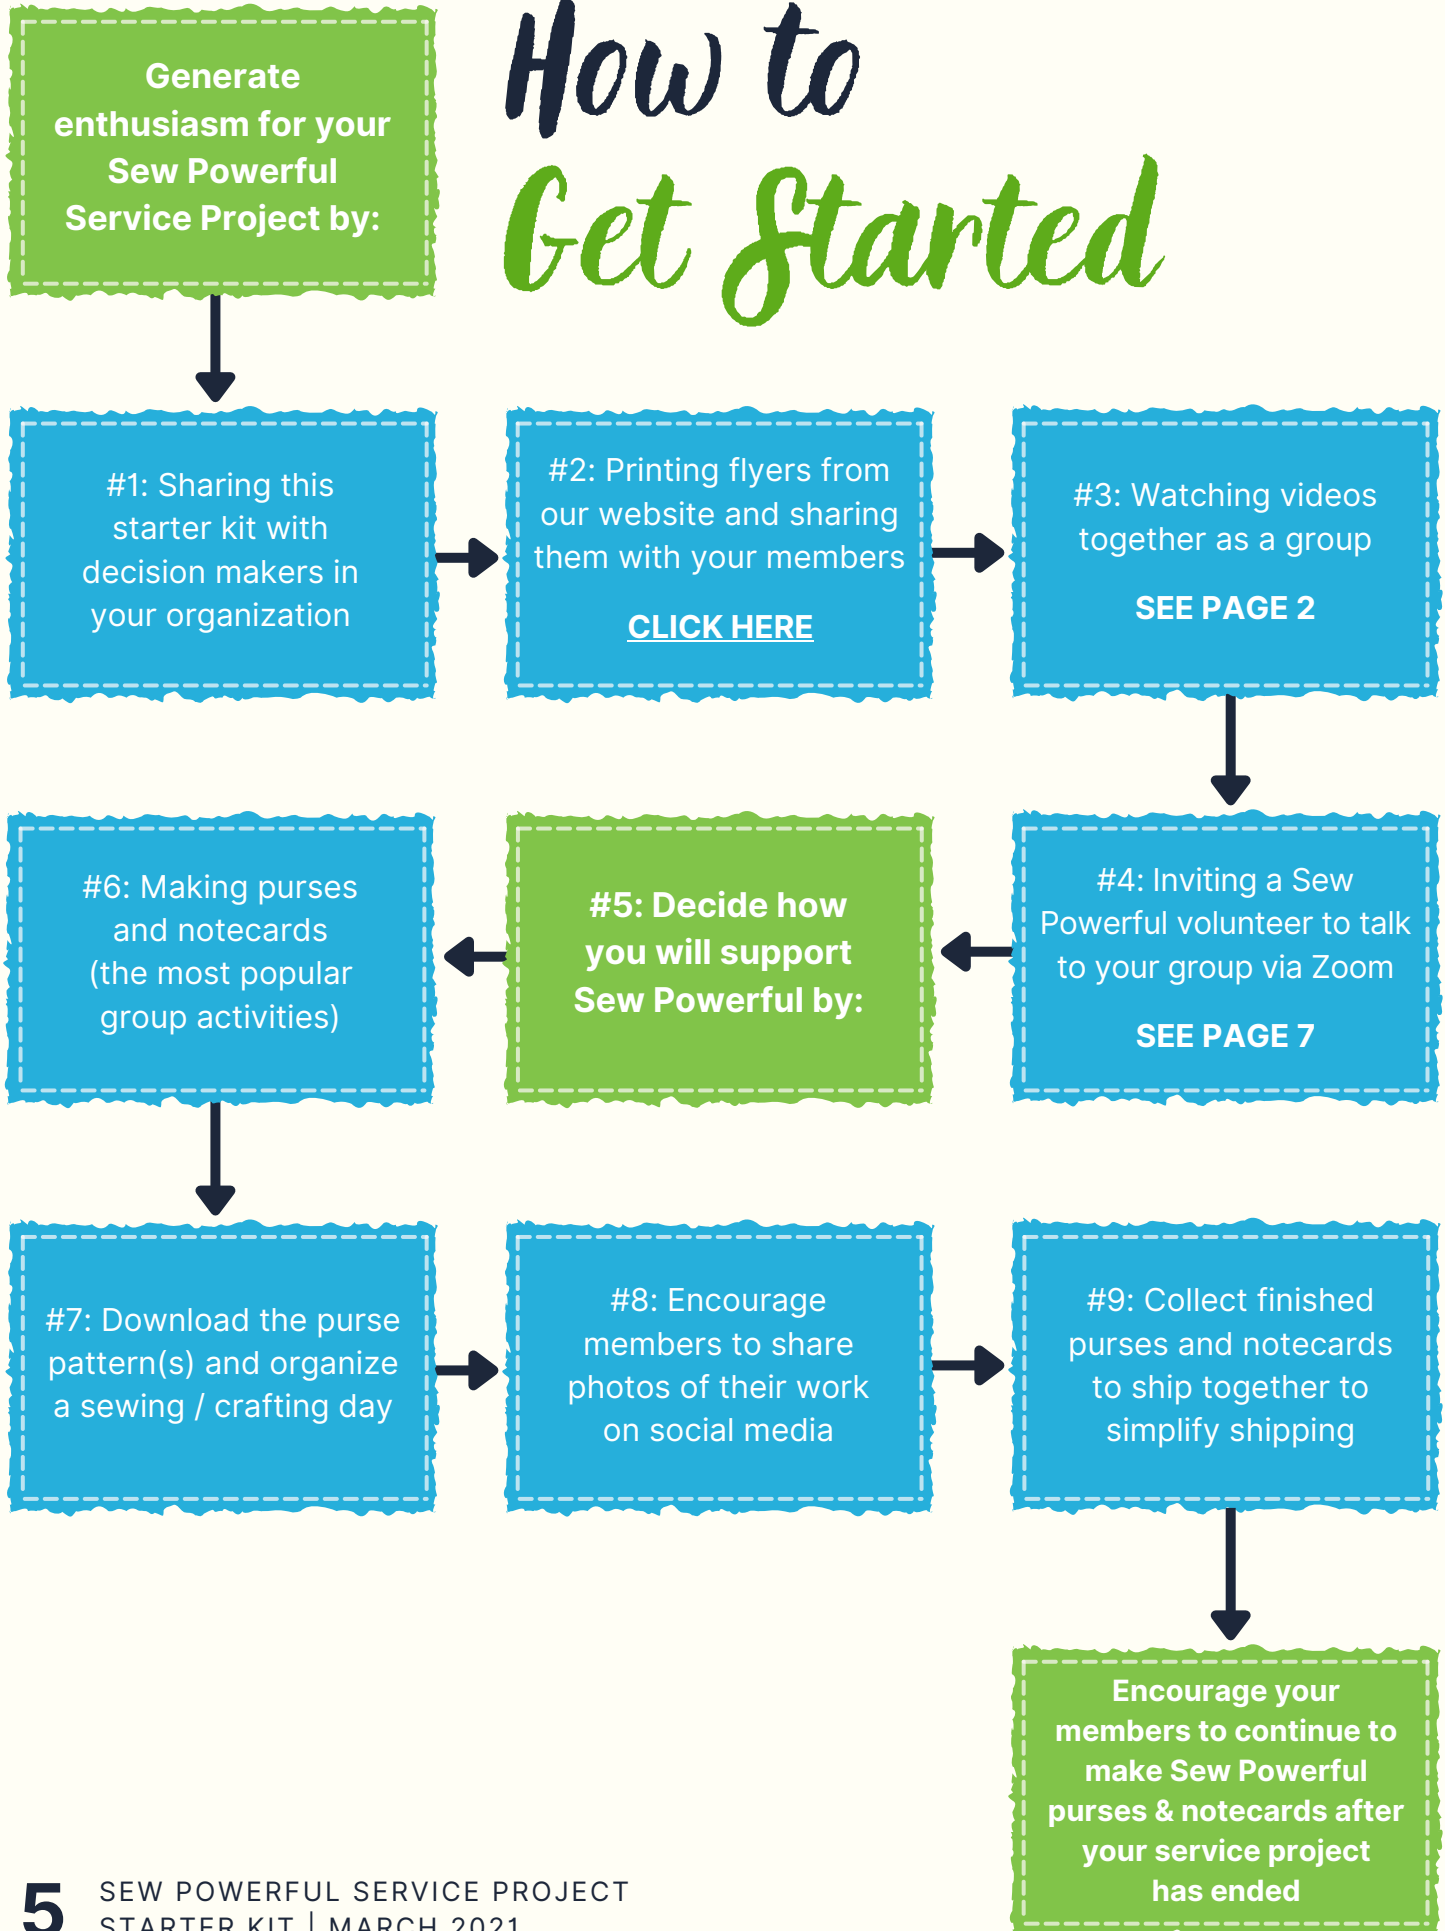 How to
Get Started
Generate
enthusiasm for your
Sew Powerful
Service Project by:
#1: Sharing this
starter kit with
decision makers in
your organization
#2: Printing flyers from
our website and sharing
them with your members
CLICK HERE
#3: Watching videos
together as a group
SEE PAGE 2
#4: Inviting a Sew
Powerful volunteer to talk
to your group via Zoom
SEE PAGE 7
#5: Decide how
you will support
Sew Powerful by:
#6: Making purses
and notecards
(the most popular
group activities)
#7: Download the purse
pattern(s) and organize
a sewing / crafting day
#8: Encourage
members to share
photos of their work
on social media
#9: Collect finished
purses and notecards
to ship together to
simplify shipping
Encourage your
members to continue to
make Sew Powerful
purses & notecards after
your service project
has ended
5
SEW POWERFUL SERVICE PROJECT
STARTER KIT | MARCH 2021